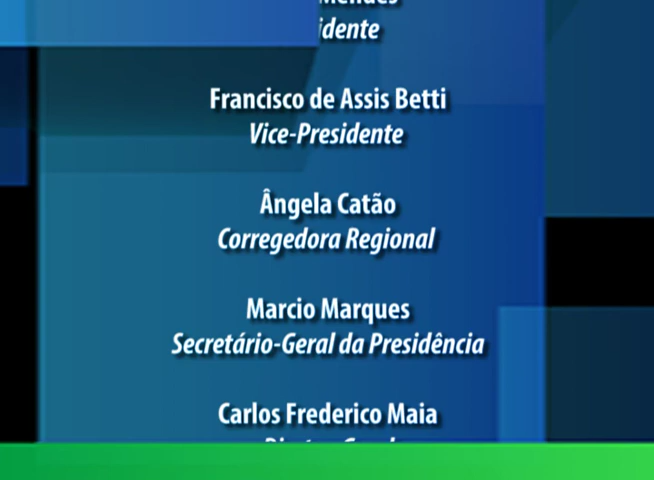 Francisco de Assis Betti
Vice-Presidente
Ângela Catão
Corregedora Regional
Marcio Marques
Secretário-Geral da Presidência
Carlos Frederico Maia